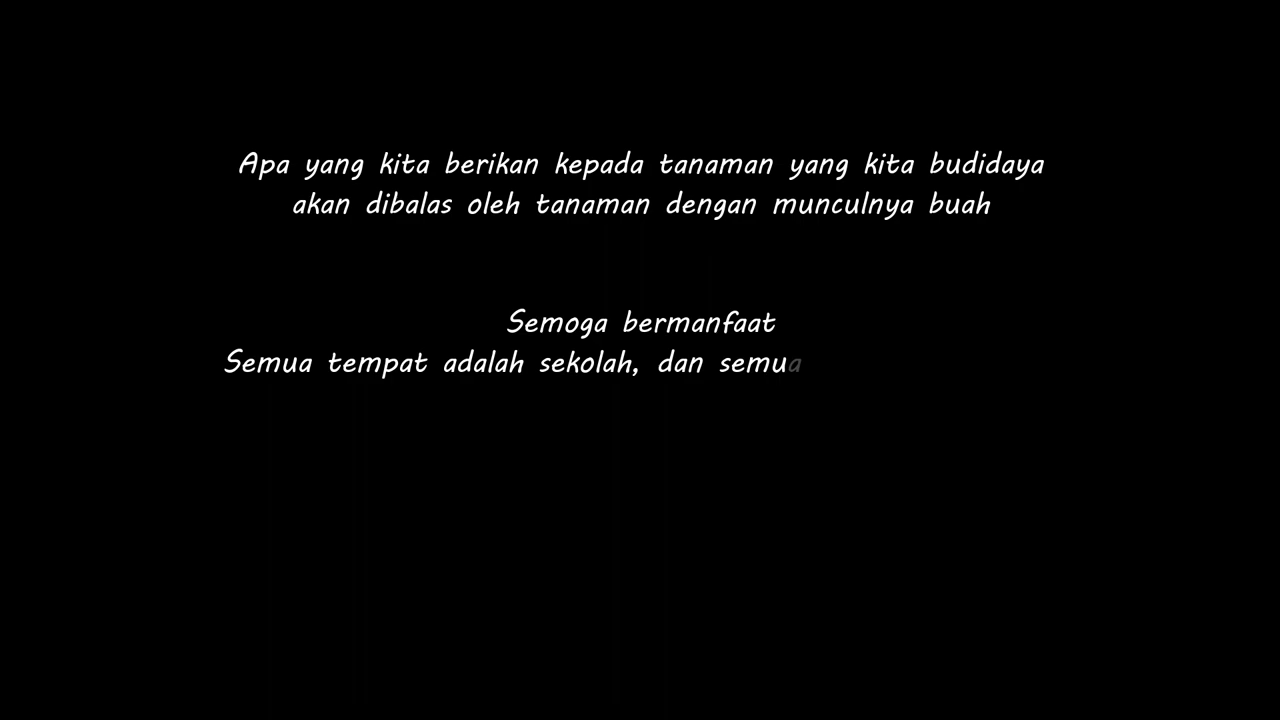 Apa yang kita berikan kepada tanaman yang kita budidaya
akan dibalas oleh tanaman dengan munculnya buah
Semoga bermanfaat
Semua tempat adalah sekolah, dan semua